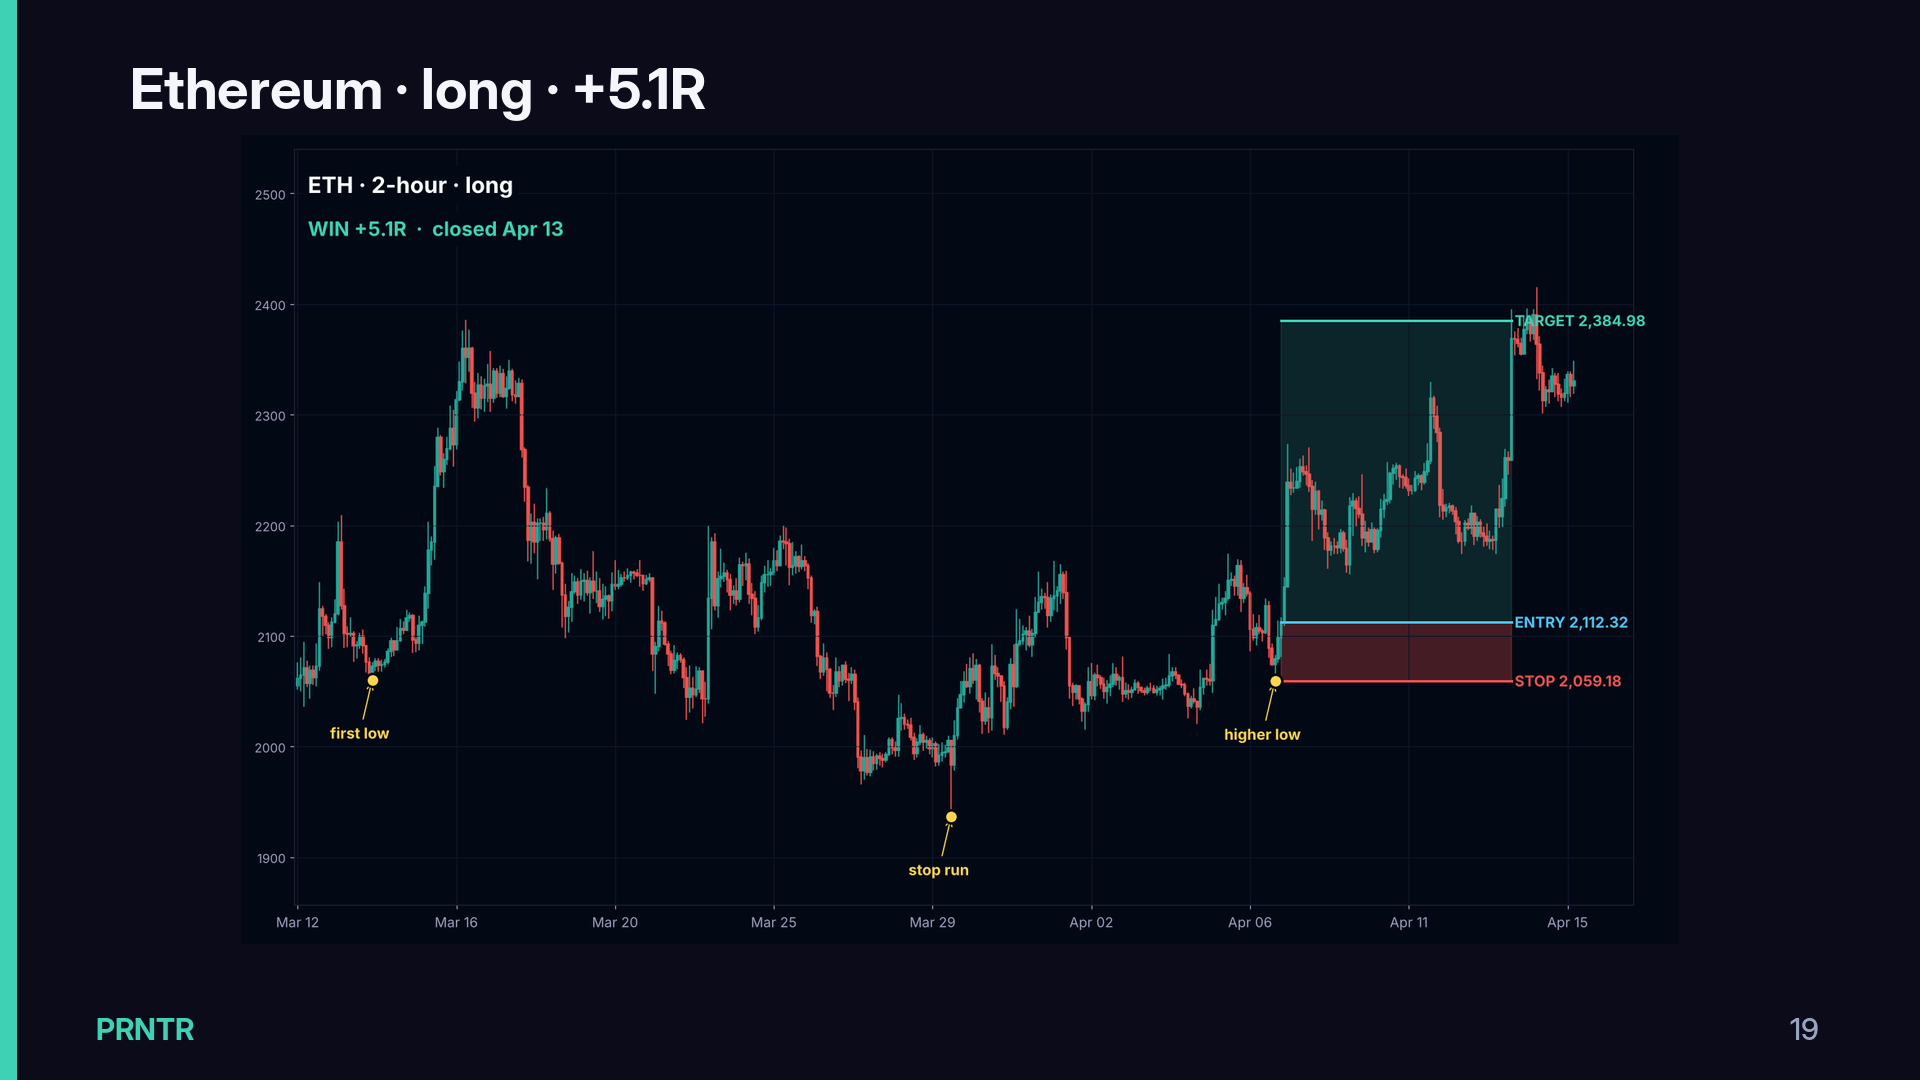 Ethereum · long · +5.1R
ETH · 2-hour · long
WIN +5.1R · closed Apr 13
2500
2400
2300
2200
2100
2000
1900
TARGET 2,384.98
ENTRY 2,112.32
STOP 2,059.18
first low
higher low
stop run
Mar 12 Mar 16 Mar 20 Mar 25 Mar 29 Apr 02 Apr 06 Apr 11 Apr 15
PRNTR
19